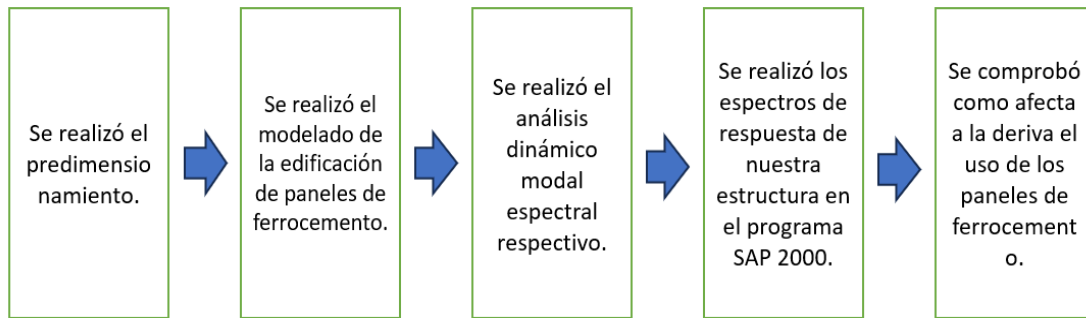 Se realizó el
predimensio
namiento.
Se realizó el
modelado de
la edificación
de paneles de
ferrocemento.
Se realizó el
análisis
dinámico
modal
espectral
respectivo.
Se realizó los
espectros de
respuesta de
nuestra
estructura en
el programa
SAP 2000.
Se comprobó
como afecta
a la deriva el
uso de los
paneles de
ferrocement
o.